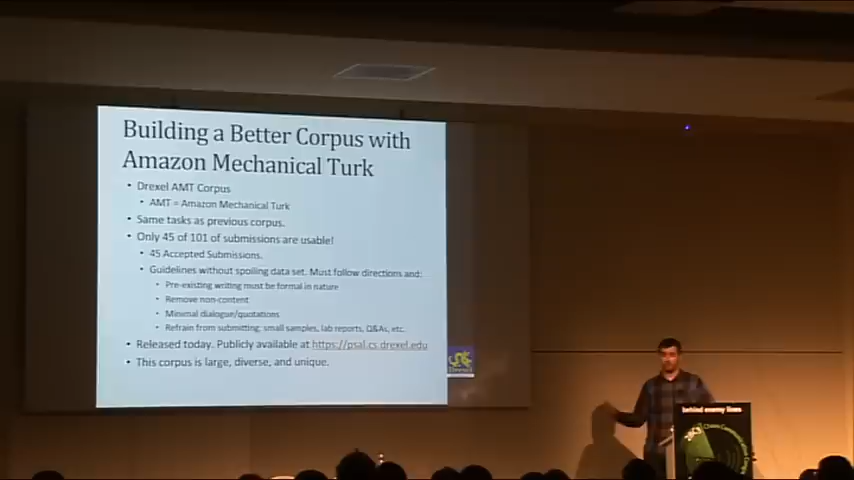 Building a Better Corpus with
Amazon Mechanical Turk
• Drexel AMT Corpus
• AMT = Amazon Mechanical Turk
• Same tasks as previous corpus.
• Only 45 of 101 of submissions are usable!
• 45 Accepted Submissions.
• Guidelines without spoiling data set. Must follow directions and:
• Pre-existing writing must be formal in nature
• Remove non-content
• Minimal dialogue/quotations
• Refrain from submitting: small samples, lab reports, Q&As, etc.
• Released today. Publicly available at https://psal.cs.drexel.edu
• This corpus is large, diverse, and unique.
Drexel
behind enemy lines